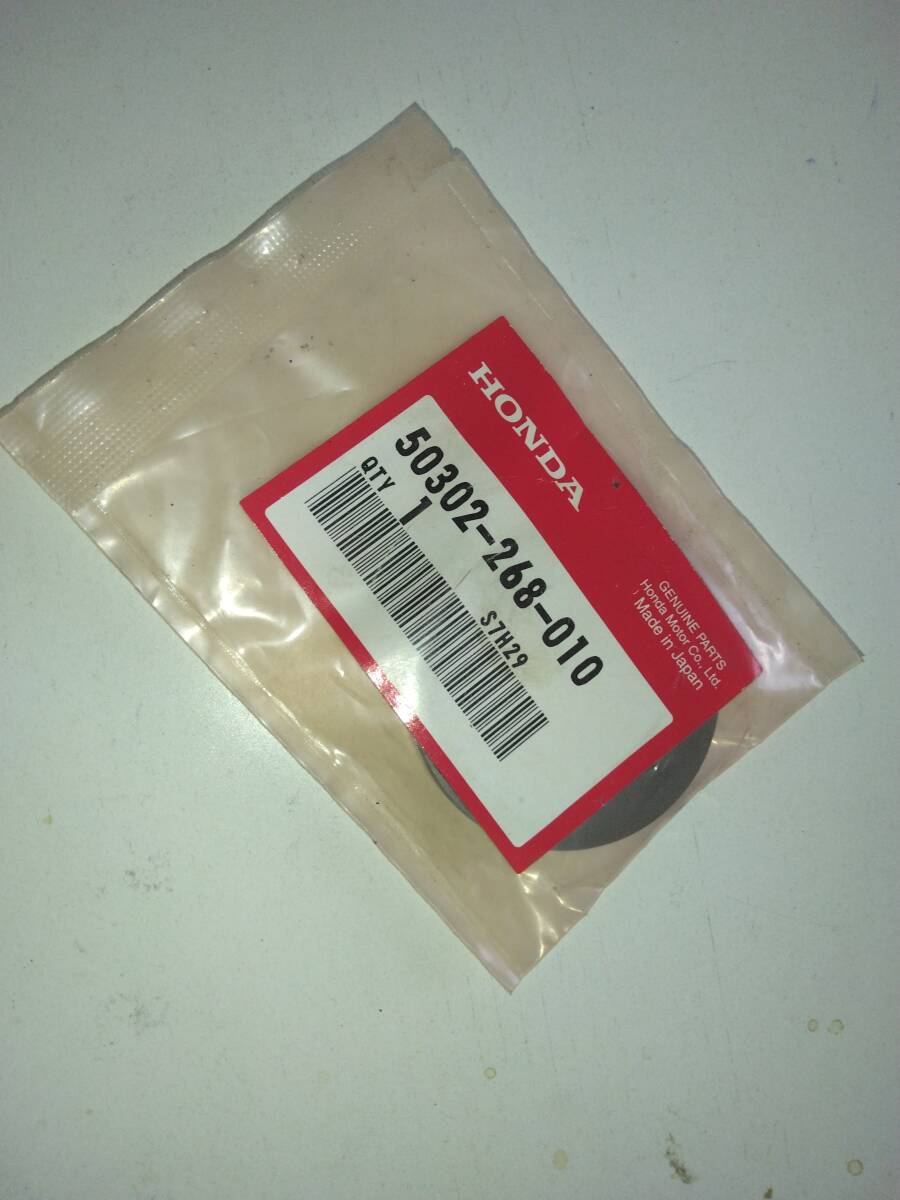 HONDA
50302-268-010
QTY 1
S7H29
GENUINE PARTS
Honda Motor Co., Ltd.
Made in Japan